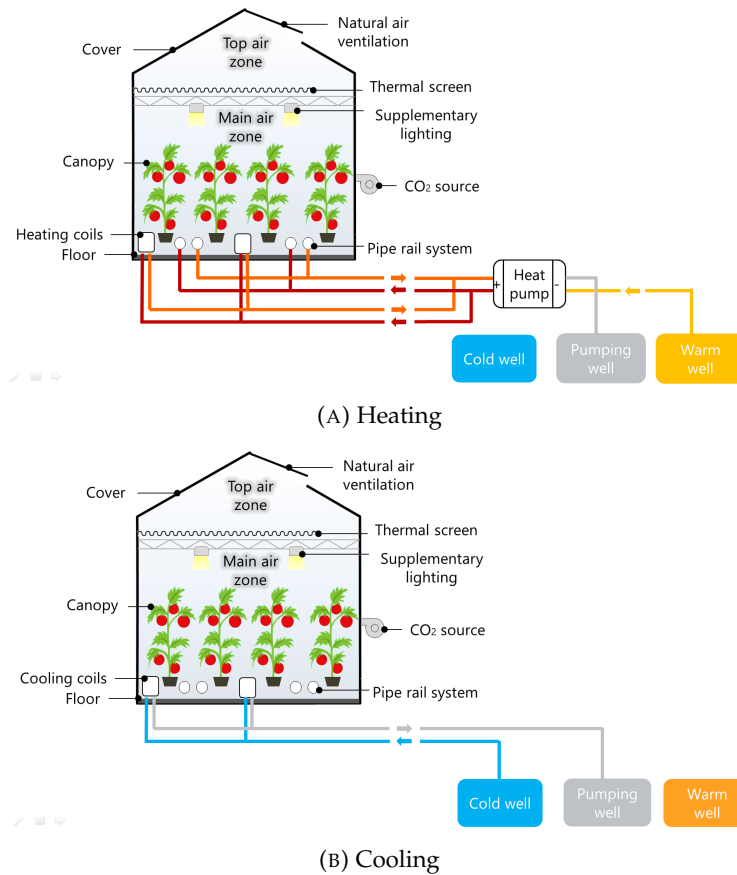 Natural air
ventilation
Cover
Top air
zone
Thermal screen
Supplementary
lighting
Main air
zone
Canopy
CO₂ source
Heating coils
Floor
Pipe rail system
+ Heat -
pump
Cold well
Pumping
well
Warm
well
(A) Heating
Natural air
ventilation
Cover
Top air
zone
Thermal screen
Supplementary
lighting
Main air
zone
Canopy
CO₂ source
Cooling coils
Floor
Pipe rail system
Cold well
Pumping
well
Warm
well
(B) Cooling